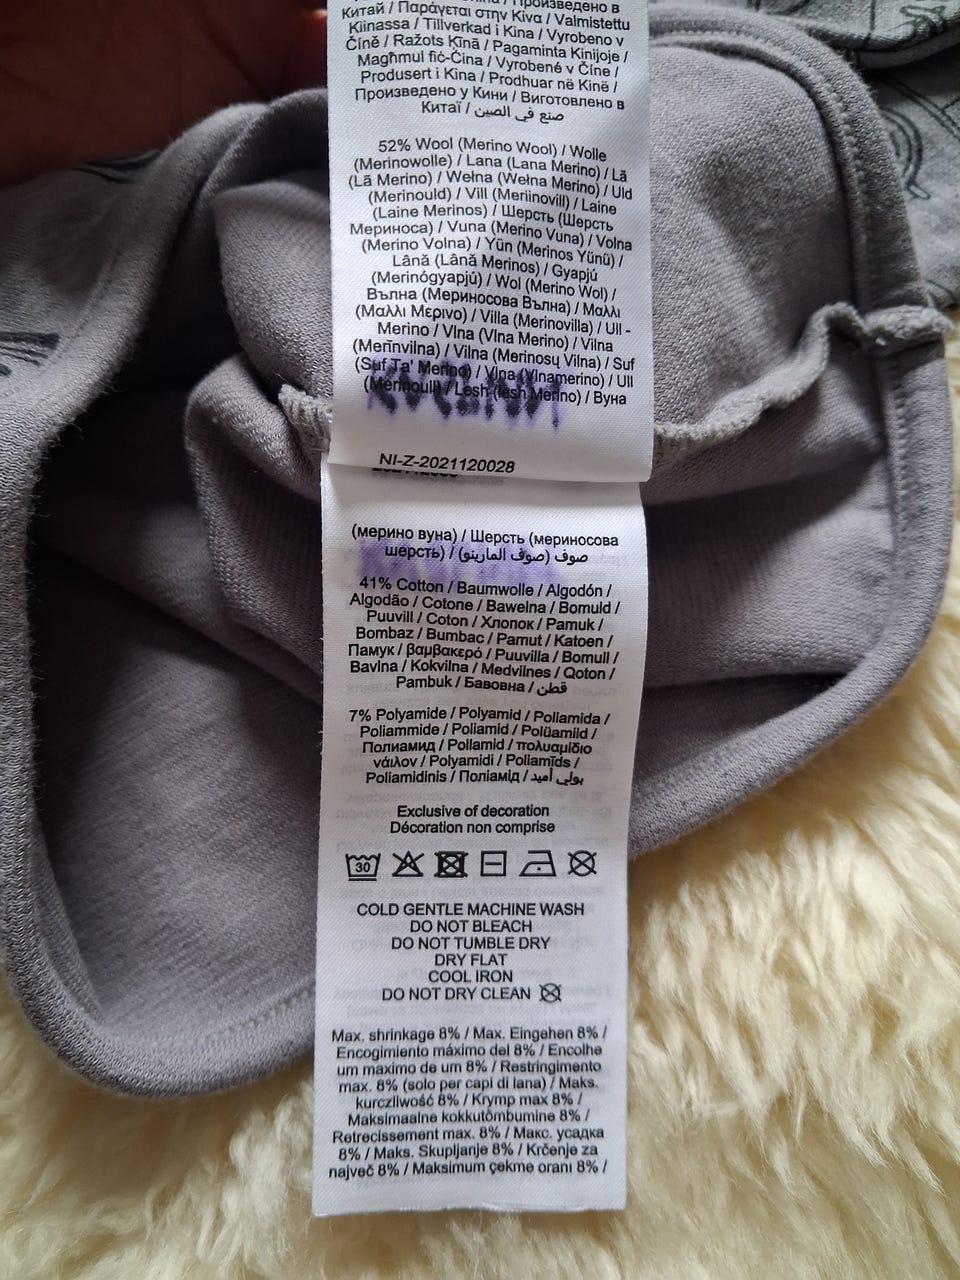 Произведено в
Китай / Παράγεται στην Κίνα / Valmistettu
Kiinassa / Tillverkad i Kina / Vyrobeno v
Číně / Ražots Ķīnā / Pagaminta Kinijoje /
Magħmul fiċ-Ċina / Vyrobené v Číne /
Produsert i Kina / Prodhuar në Kinë /
Произведено у Кини / Виготовлено в
Китаї / صنع في الصين
52% Wool (Merino Wool) / Wolle
(Merinowolle) / Lana (Lana Merino) / Lã
(Lã Merino) / Wełna (Wełna Merino) / Uld
(Merinould) / Vill (Meriinovill) / Laine
(Laine Merinos) / Шерсть (Шерсть
Мериноса) / Vuna (Merino Vuna) / Volna
(Merino Volna) / Yün (Merinos Yünü) /
Lână (Lână Merinos) / Gyapjú
(Merinógyapjú) / Wol (Merino Wol) /
Вълна (Мериносова Вълна) / Μαλλί
(Μαλλί Μερινο) / Villa (Merinovilla) / Ull -
Merino / Vlna (Vlna Merino) / Vilna
(Merīnvilna) / Vilna (Merinosų Vilna) / Suf
(Suf Ta' Merino) / Vlna (Vlnamerino) / Ull
(Merinoull) / Lesh (lesh Merino) / Вуна
NI-Z-2021120028
(мерино вуна) / Шерсть (мериносова
шерсть) / صوف (صوف المارينو)
41% Cotton / Baumwolle / Algodón /
Algodão / Cotone / Bawełna / Bomuld /
Puuvill / Coton / Хлопок / Pamuk /
Bombaz / Bumbac / Pamut / Katoen /
Памук / βαμβακερό / Puuvilla / Bomull /
Bavlna / Kokvilna / Medvilnes / Qoton /
Pambuk / Бавовна / قطن
7% Polyamide / Polyamid / Poliamida /
Poliammide / Poliamid / Polüamiid /
Полиамид / Poliamid / πολυαμίδιο
νάιλον / Polyamidi / Poliamīds /
Poliamidinis / Поліамід / بولي أميد
Exclusive of decoration
Décoration non comprise
30
COLD GENTLE MACHINE WASH
DO NOT BLEACH
DO NOT TUMBLE DRY
DRY FLAT
COOL IRON
DO NOT DRY CLEAN
Max. shrinkage 8% / Max. Eingehen 8% /
Encogimiento máximo del 8% / Encolhe
um maximo de um 8% / Restringimento
max. 8% (solo per capi di lana) / Maks.
kurczliwość 8% / Krymp max 8% /
Maksimaalne kokkutõmbumine 8% /
Retrecissement max. 8% / Макс. усадка
8% / Maks. Skupljanje 8% / Krčenje za
največ 8% / Maksimum çekme oranı 8% /